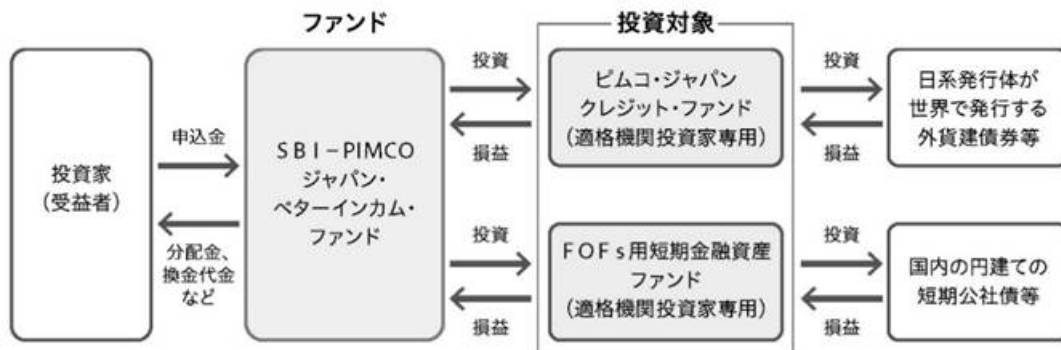 ファンド
投資対象
投資家
(受益者)
申込金
分配金、
換金代金
など
SBI-PIMCO
ジャパン・
ベターインカム・
ファンド
投資
損益
ピムコ・ジャパン
クレジット・ファンド
(適格機関投資家専用)
投資
損益
日系発行体が
世界で発行する
外貨建債券等
投資
損益
FOFs用短期金融資産
ファンド
(適格機関投資家専用)
投資
損益
国内の円建ての
短期公社債等